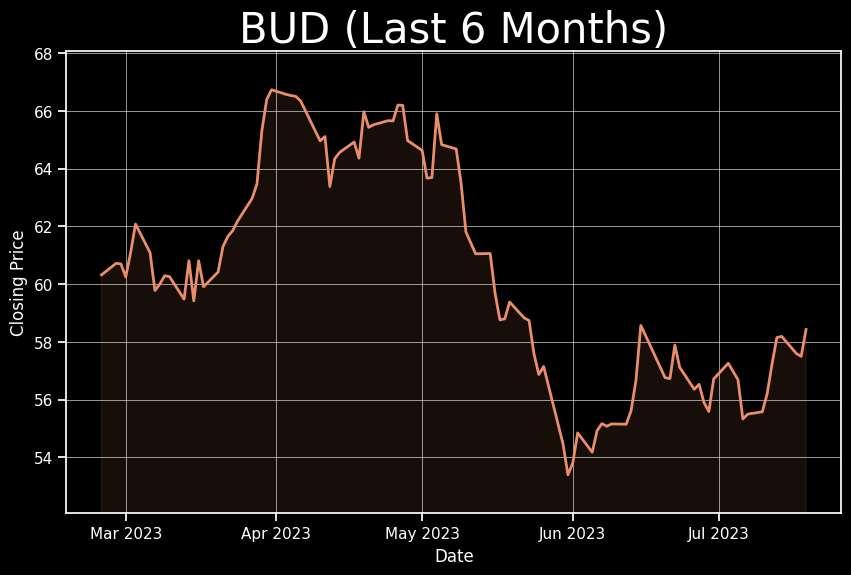 BUD (Last 6 Months)
68
66
64
62
60
58
56
54
Closing Price
Mar 2023
Apr 2023
May 2023
Jun 2023
Jul 2023
Date